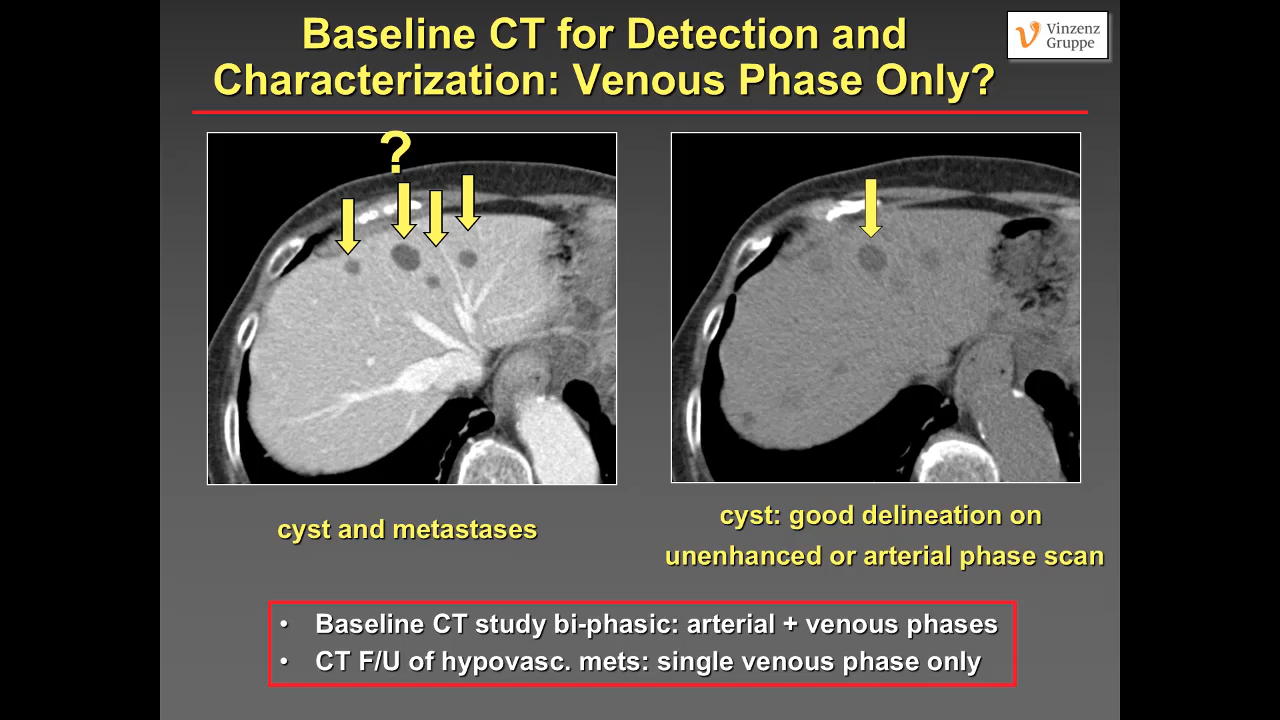 Baseline CT for Detection and
Characterization: Venous Phase Only?
Vinzenz
Gruppe
?
cyst and metastases
cyst: good delineation on
unenhanced or arterial phase scan
• Baseline CT study bi-phasic: arterial + venous phases
• CT F/U of hypovasc. mets: single venous phase only